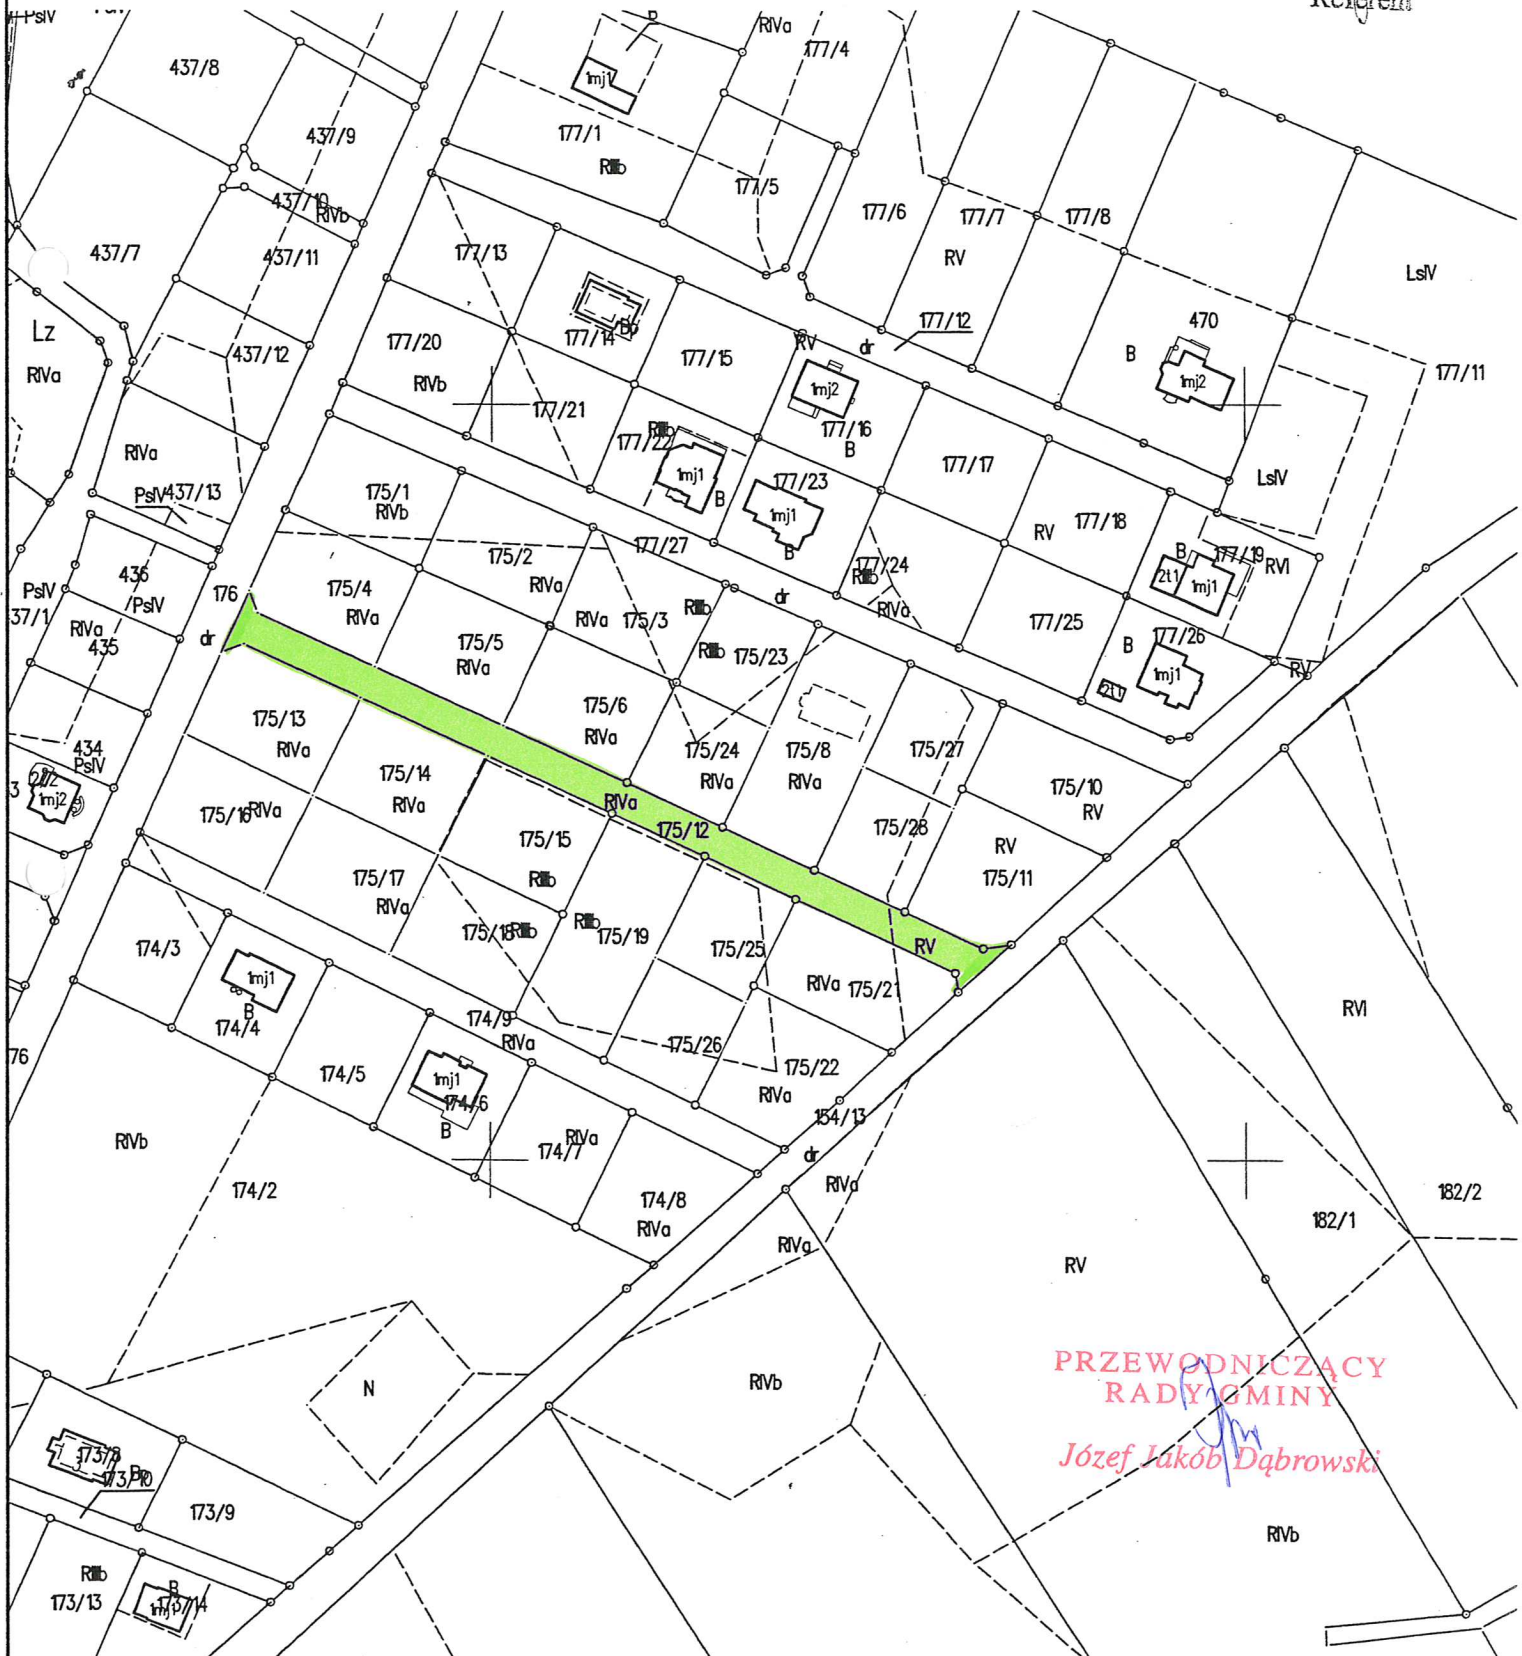 Referent
PsIV
B
RIVa
177/4
437/8
1mj1
437/9
177/1
RIIIb
177/5
437/10
RIVb
177/6
177/7
177/8
437/7
437/11
177/13
RV
LsIV
177/12
470
Lz
437/12
177/20
177/14
Bp
177/15
RV
dr
B
1mj2
177/11
RIVa
RIVb
1mj2
177/21
RIIIb
177/22
177/16
B
RIVa
PsIV
437/13
175/1
RIVb
1mj1
B
177/23
1mj1
B
177/17
LsIV
177/18
RV
177/27
175/2
RIVa
177/24
RIIIb
RIVa
B
177/19
RVI
2t1
1mj1
436
PsIV
PsIV
437/1
RIVa
435
176
dr
175/4
RIVa
175/5
RIVa
RIVa
175/3
RIIIb
RIIIb
dr
175/23
177/25
B
177/26
1mj1
2t1
RV
175/13
RIVa
175/6
RIVa
175/24
RIVa
175/8
RIVa
175/27
434
PsIV
1mj2
3
175/14
RIVa
175/16
RIVa
RIVa
175/12
175/10
RV
175/28
RV
175/11
175/15
RIIIb
175/17
RIVa
175/18
RIIIb
RIIIb
175/19
175/25
RV
RIVa
175/21
174/3
1mj1
B
174/4
174/9
RIVa
175/26
175/22
RIVa
RVI
76
174/5
1mj1
174/6
B
RIVa
174/7
154/13
dr
RIVa
RIVb
174/2
174/8
RIVa
RIVa
182/1
182/2
RV
N
RIVb
PRZEWODNICZĄCY
RADY GMINY
Józef Jakób Dąbrowski
173/8
Bp
173/10
173/9
RIVb
RIIIb
173/13
B
1mj1
173/14